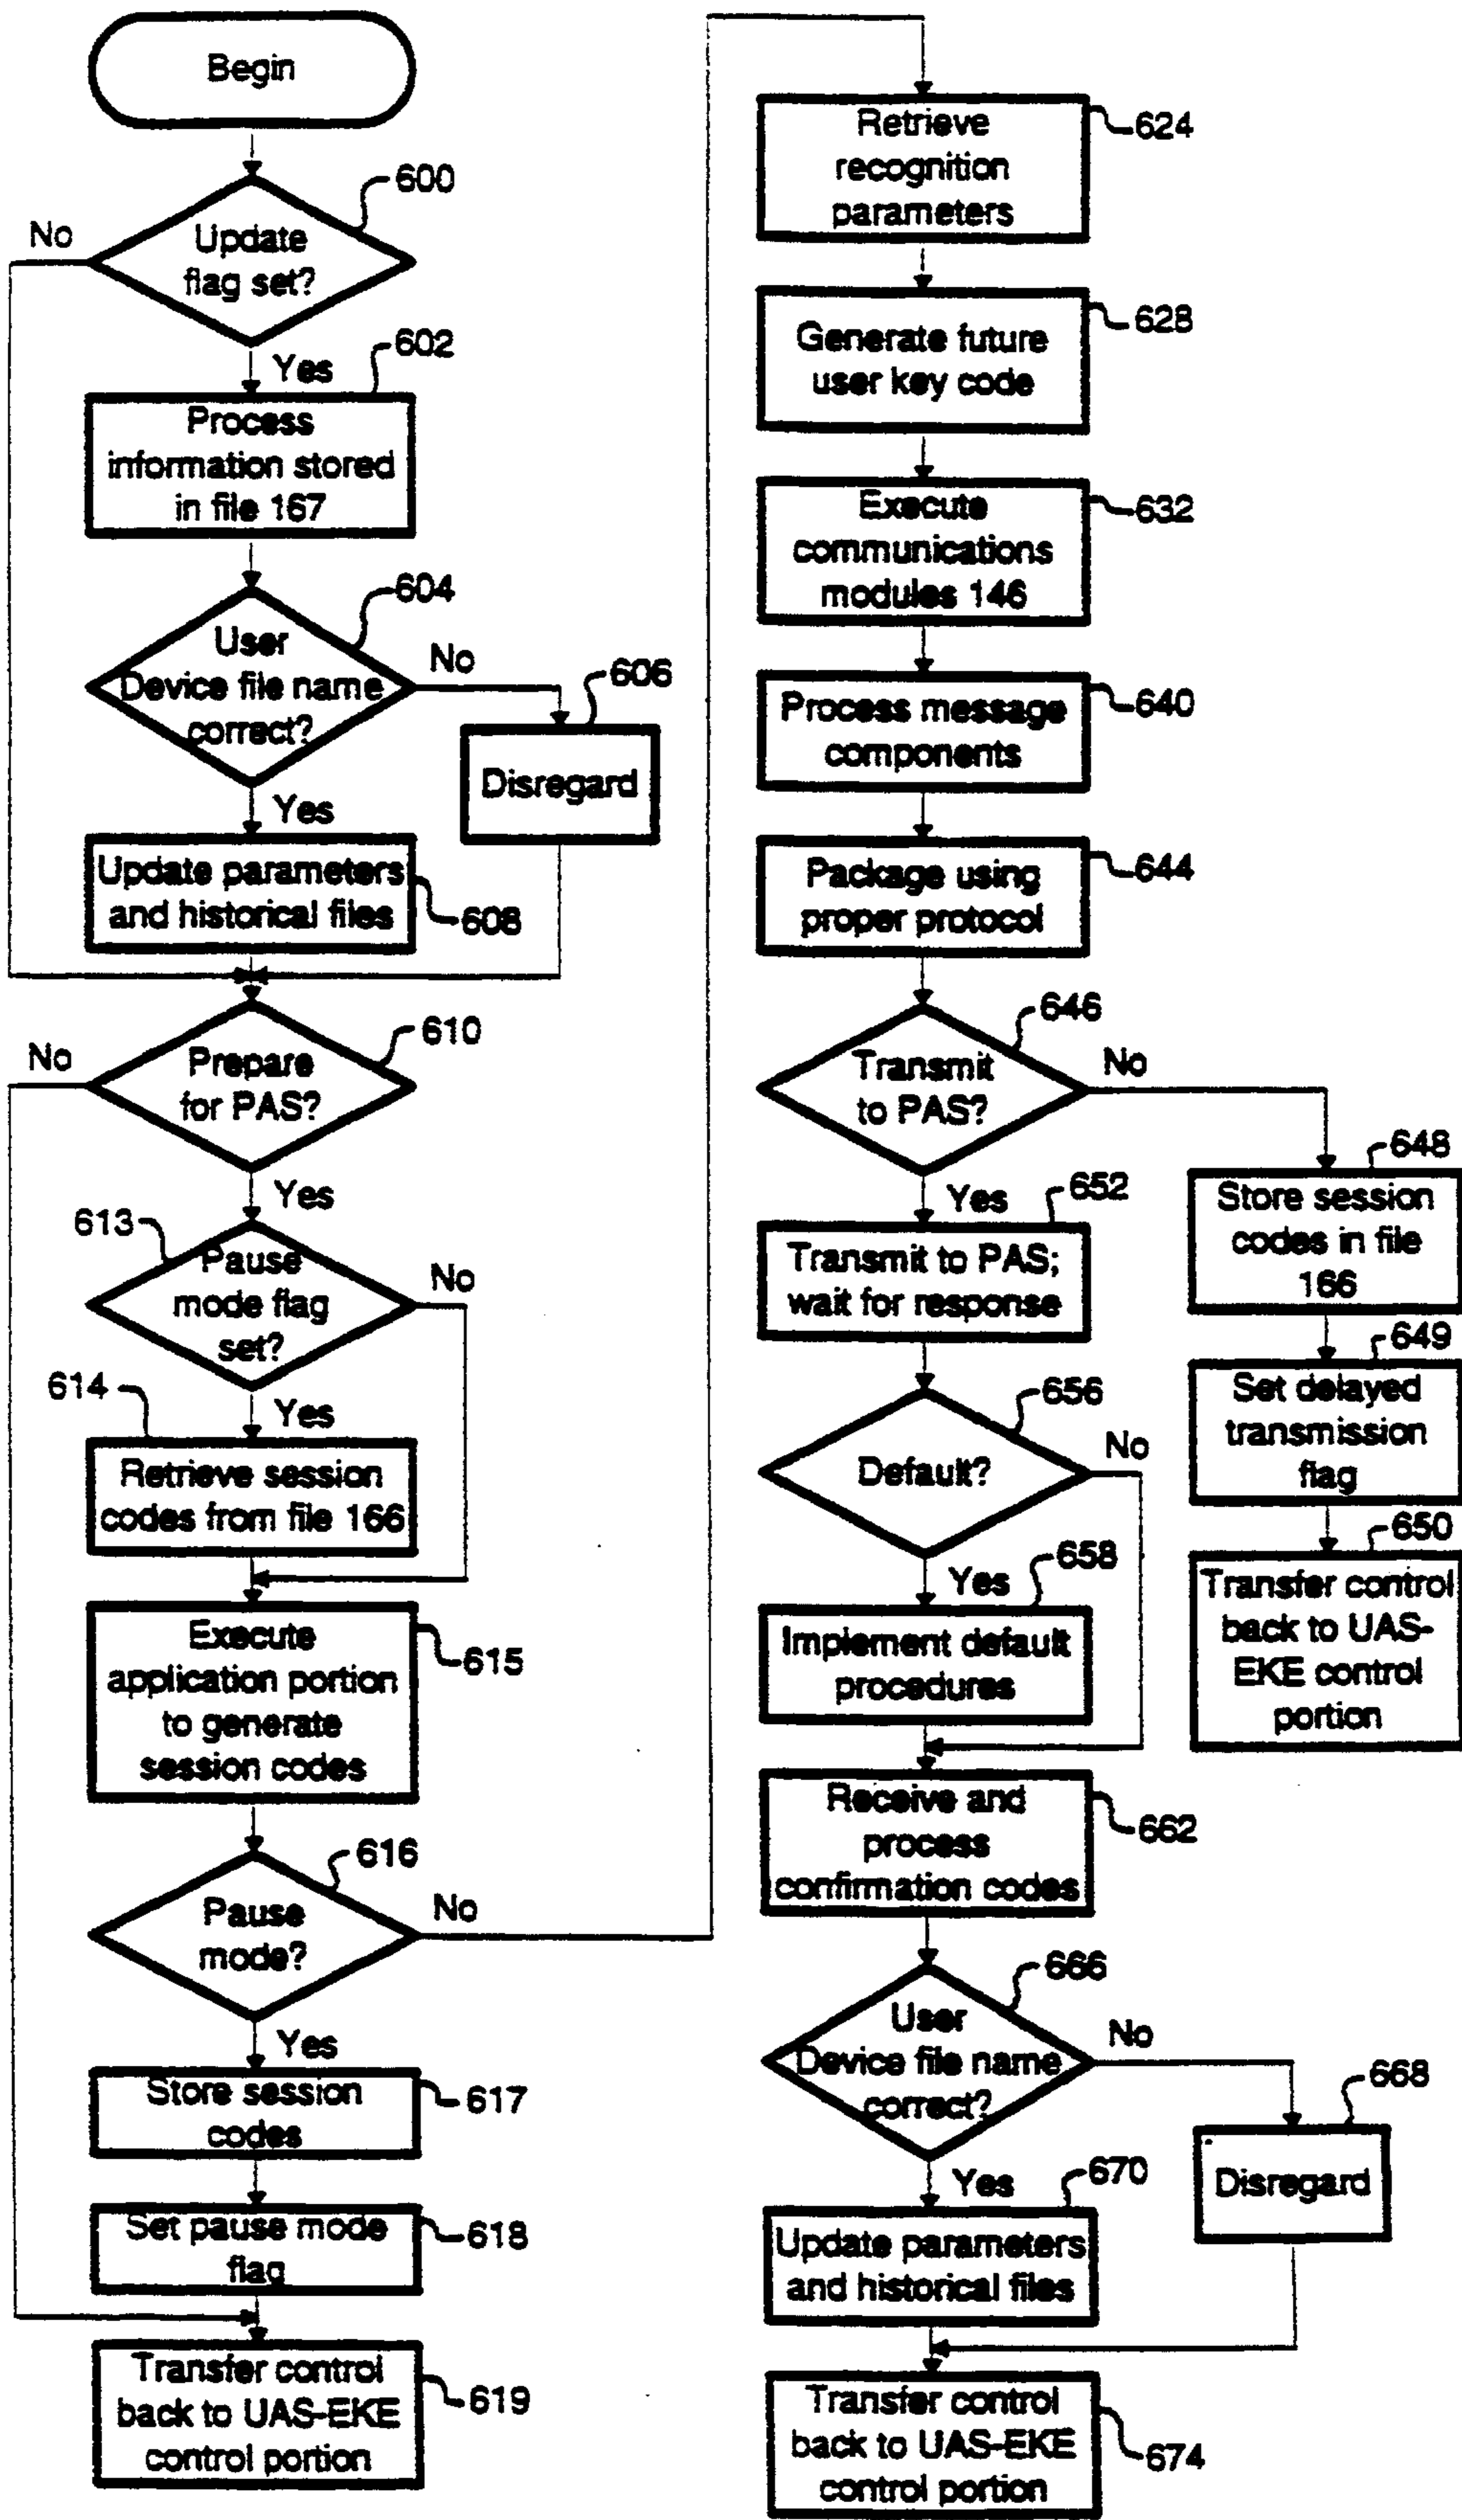 Begin
600
No
Update
flag set?
602
Yes
Process
information stored
in file 167
604
User
Device file name
correct?
No
606
Disregard
Yes
Update parameters
and historical files
608
610
No
Prepare
for PAS?
Yes
613
Pause
mode flag
set?
No
614
Yes
Retrieve session
codes from file 166
Execute
application portion
to generate
session codes
615
616
Pause
mode?
No
Yes
Store session
codes
617
Set pause mode
flag
618
Transfer control
back to UAS-EKE
control portion
619
Retrieve
recognition
parameters
624
Generate future
user key code
628
Execute
communications
modules 146
632
Process message
components
640
Package using
proper protocol
644
646
Transmit
to PAS?
No
648
Store session
codes in file
166
649
Set delayed
transmission
flag
650
Transfer control
back to UAS-
EKE control
portion
Yes
652
Transmit to PAS;
wait for response
656
Default?
No
658
Yes
Implement default
procedures
Receive and
process
confirmation codes
662
666
User
Device file name
correct?
No
668
Disregard
Yes
670
Update parameters
and historical files
Transfer control
back to UAS-EKE
control portion
674